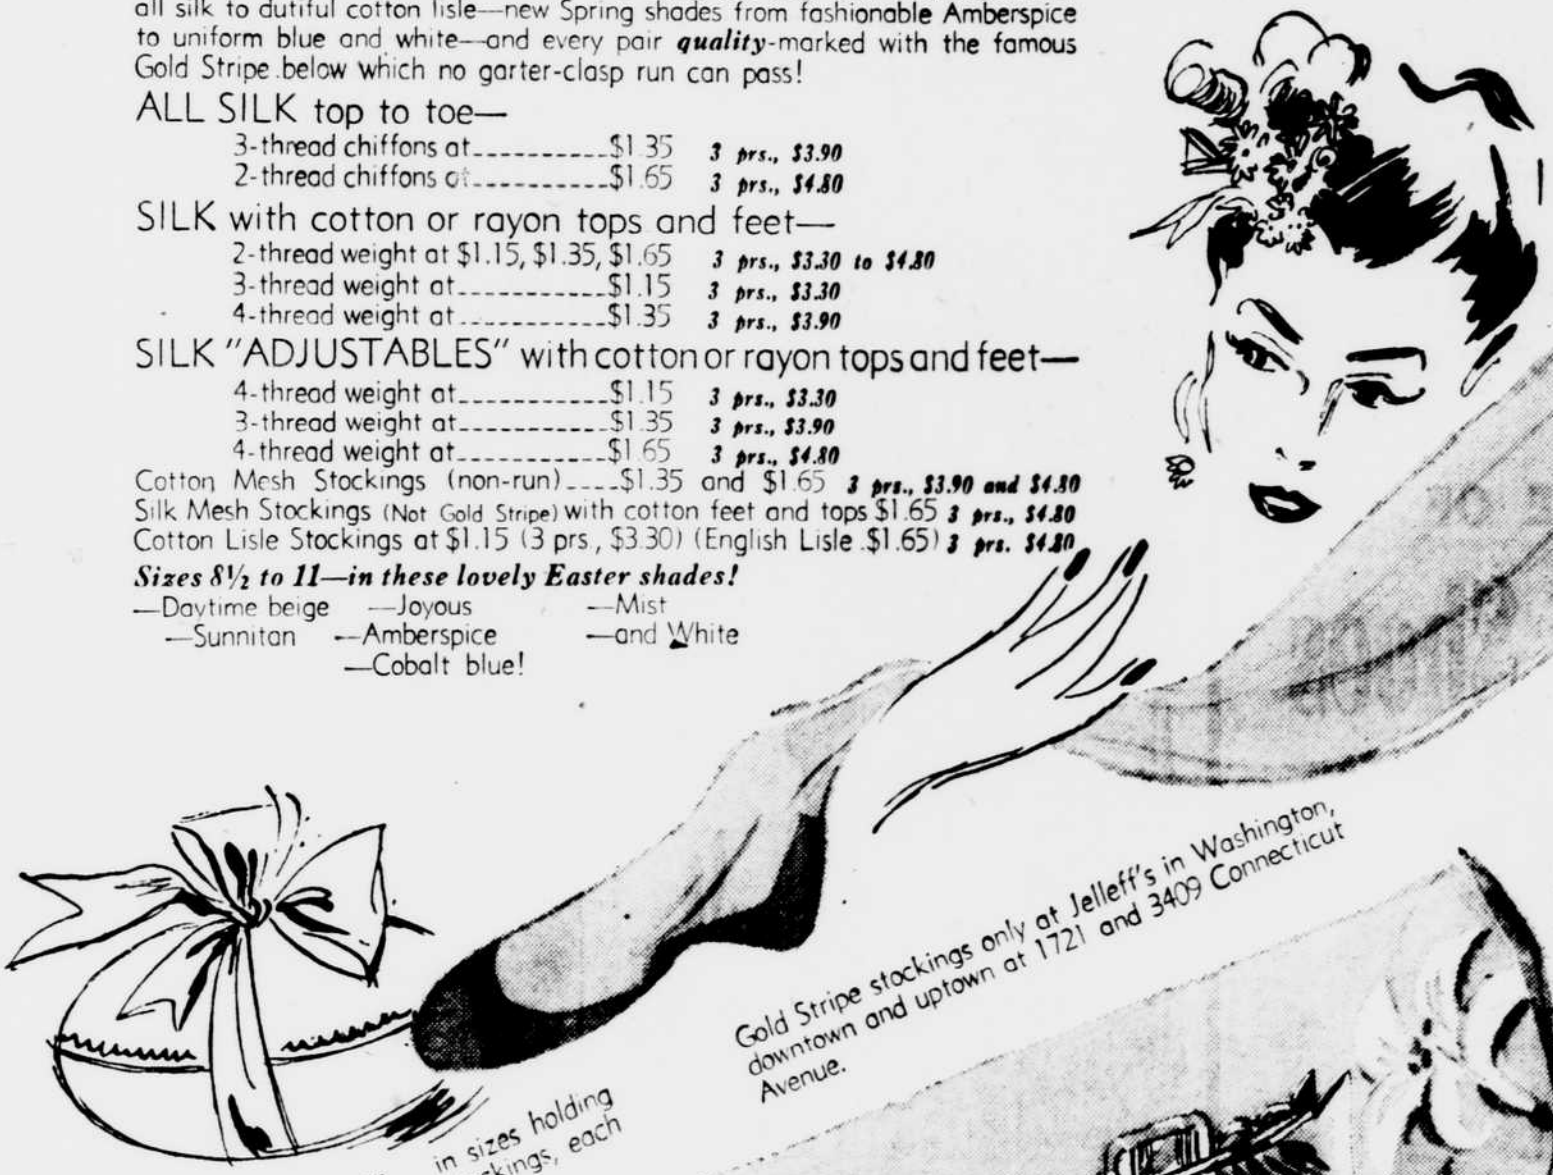 all silk to dutiful cotton lisle—new Spring shades from fashionable Amberspice
to uniform blue and white—and every pair quality-marked with the famous
Gold Stripe below which no garter-clasp run can pass!
ALL SILK top to toe—
3-thread chiffons at___________$1.35 3 prs., $3.90
2-thread chiffons at___________$1.65 3 prs., $4.80
SILK with cotton or rayon tops and feet—
2-thread weight at $1.15, $1.35, $1.65 3 prs., $3.30 to $4.80
3-thread weight at____________$1.15 3 prs., $3.30
4-thread weight at____________$1.35 3 prs., $3.90
SILK "ADJUSTABLES" with cotton or rayon tops and feet—
4-thread weight at____________$1.15 3 prs., $3.30
3-thread weight at____________$1.35 3 prs., $3.90
4-thread weight at____________$1.65 3 prs., $4.80
Cotton Mesh Stockings (non-run)____$1.35 and $1.65 3 prs., $3.90 and $4.80
Silk Mesh Stockings (Not Gold Stripe) with cotton feet and tops $1.65 3 prs., $4.80
Cotton Lisle Stockings at $1.15 (3 prs., $3.30) (English Lisle $1.65) 3 prs. $4.80
Sizes 8½ to 11—in these lovely Easter shades!
—Daytime beige —Joyous —Mist
—Sunnitan —Amberspice —and White
—Cobalt blue!
Gold Stripe stockings only at Jelleff's in Washington,
downtown and uptown at 1721 and 3409 Connecticut
Avenue.
in sizes holding
kings, each